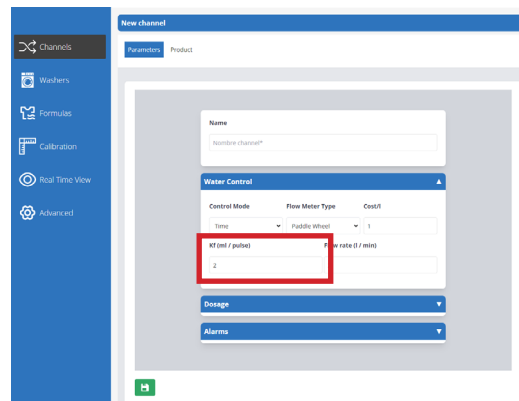 New channel
Channels
Washers
Formulas
Calibration
Real Time View
Advanced
Parameters Product
Name
Nombre channel*
Water Control
Control Mode Flow Meter Type Cost/l
Time Paddle Wheel 1
Kf (ml / pulse) rate (l / min)
2
Dosage
Alarms